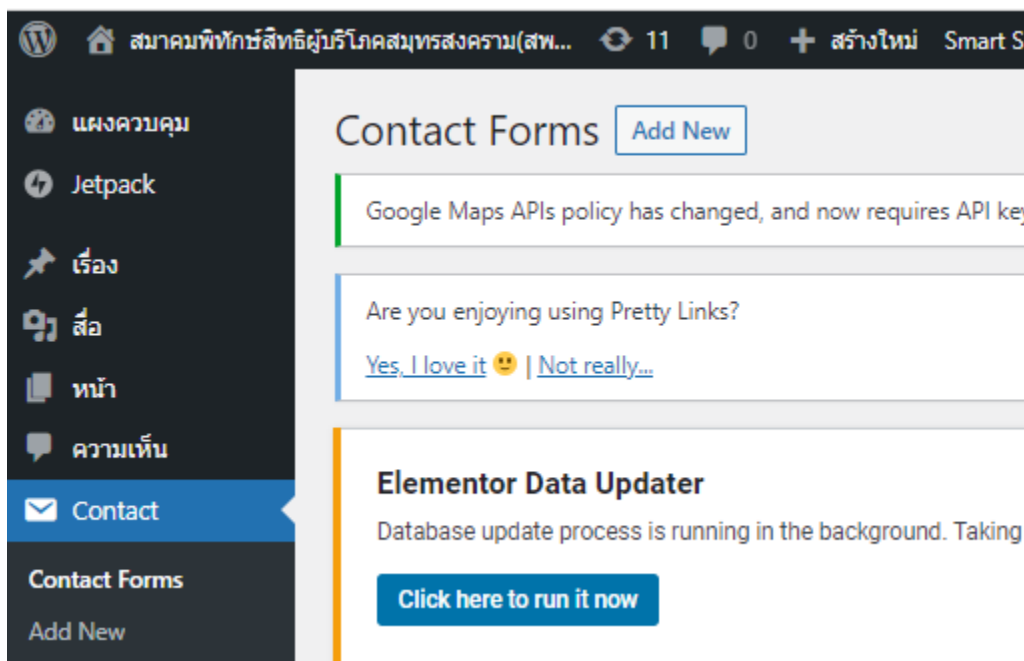 สมาคมพิทักษ์สิทธิผู้บริโภคสมุทรสงคราม(สพ... 11 0 + สร้างใหม่ Smart S
แผงควบคุม
Jetpack
เรื่อง
สื่อ
หน้า
ความเห็น
Contact
Contact Forms
Add New
Contact Forms Add New
Google Maps APIs policy has changed, and now requires API key
Are you enjoying using Pretty Links?
Yes, I love it 🙂 | Not really...
Elementor Data Updater
Database update process is running in the background. Taking
Click here to run it now